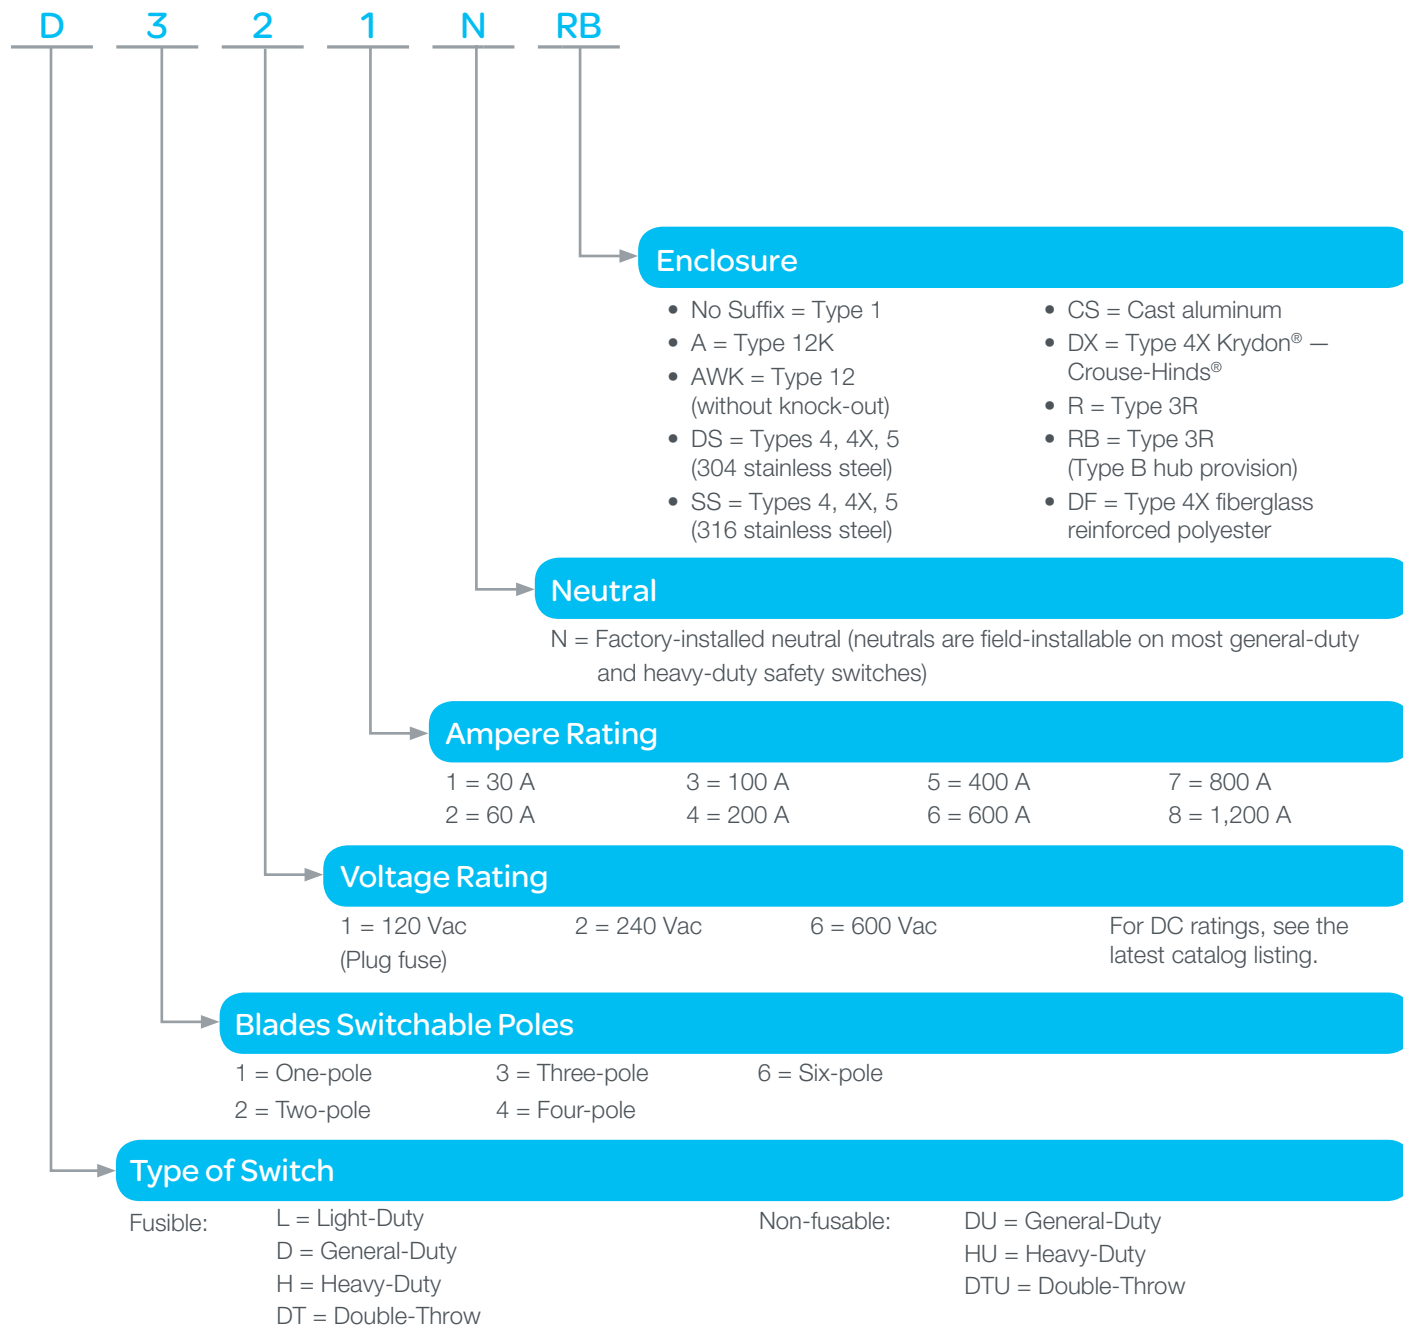 D 3 2 1 N RB
Enclosure
• No Suffix = Type 1
• A = Type 12K
• AWK = Type 12
(without knock-out)
• DS = Types 4, 4X, 5
(304 stainless steel)
• SS = Types 4, 4X, 5
(316 stainless steel)
• CS = Cast aluminum
• DX = Type 4X Krydon® —
Crouse-Hinds®
• R = Type 3R
• RB = Type 3R
(Type B hub provision)
• DF = Type 4X fiberglass
reinforced polyester
Neutral
N = Factory-installed neutral (neutrals are field-installable on most general-duty
and heavy-duty safety switches)
Ampere Rating
1 = 30 A 3 = 100 A 5 = 400 A 7 = 800 A
2 = 60 A 4 = 200 A 6 = 600 A 8 = 1,200 A
Voltage Rating
1 = 120 Vac
(Plug fuse)
2 = 240 Vac
6 = 600 Vac
For DC ratings, see the
latest catalog listing.
Blades Switchable Poles
1 = One-pole 3 = Three-pole 6 = Six-pole
2 = Two-pole 4 = Four-pole
Type of Switch
Fusible:
L = Light-Duty
D = General-Duty
H = Heavy-Duty
DT = Double-Throw
Non-fusable:
DU = General-Duty
HU = Heavy-Duty
DTU = Double-Throw